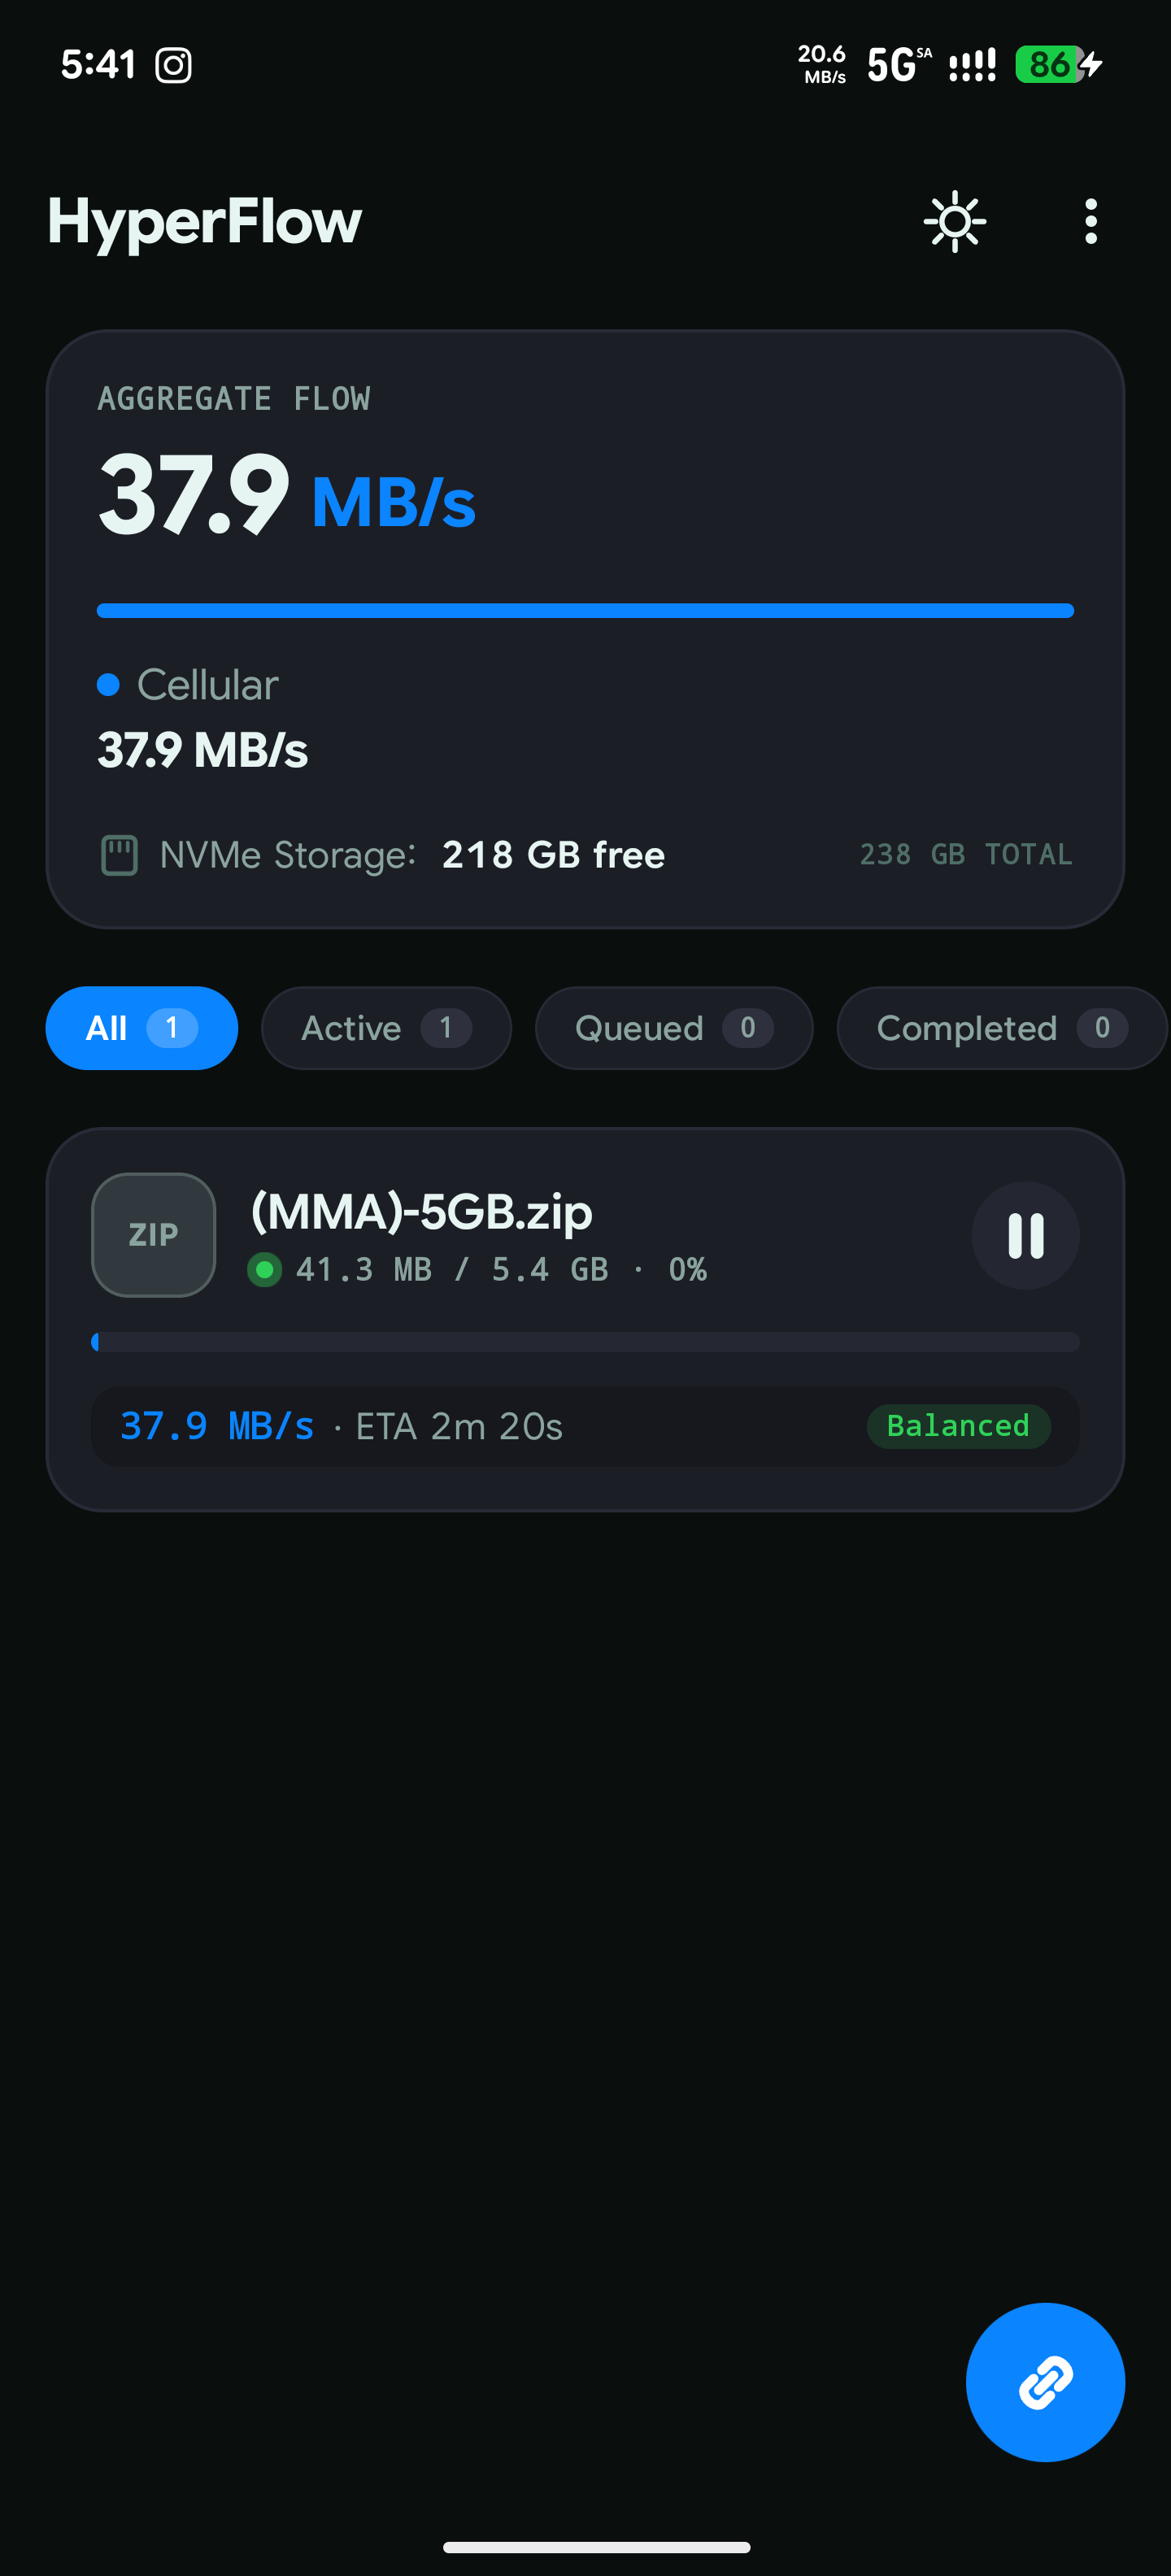 5:41 20.6 MB/s 5G SA 86
HyperFlow
AGGREGATE FLOW
37.9 MB/s
Cellular
37.9 MB/s
NVMe Storage: 218 GB free 238 GB TOTAL
All 1 Active 1 Queued 0 Completed 0
ZIP (MMA)-5GB.zip
41.3 MB / 5.4 GB · 0%
37.9 MB/s · ETA 2m 20s Balanced